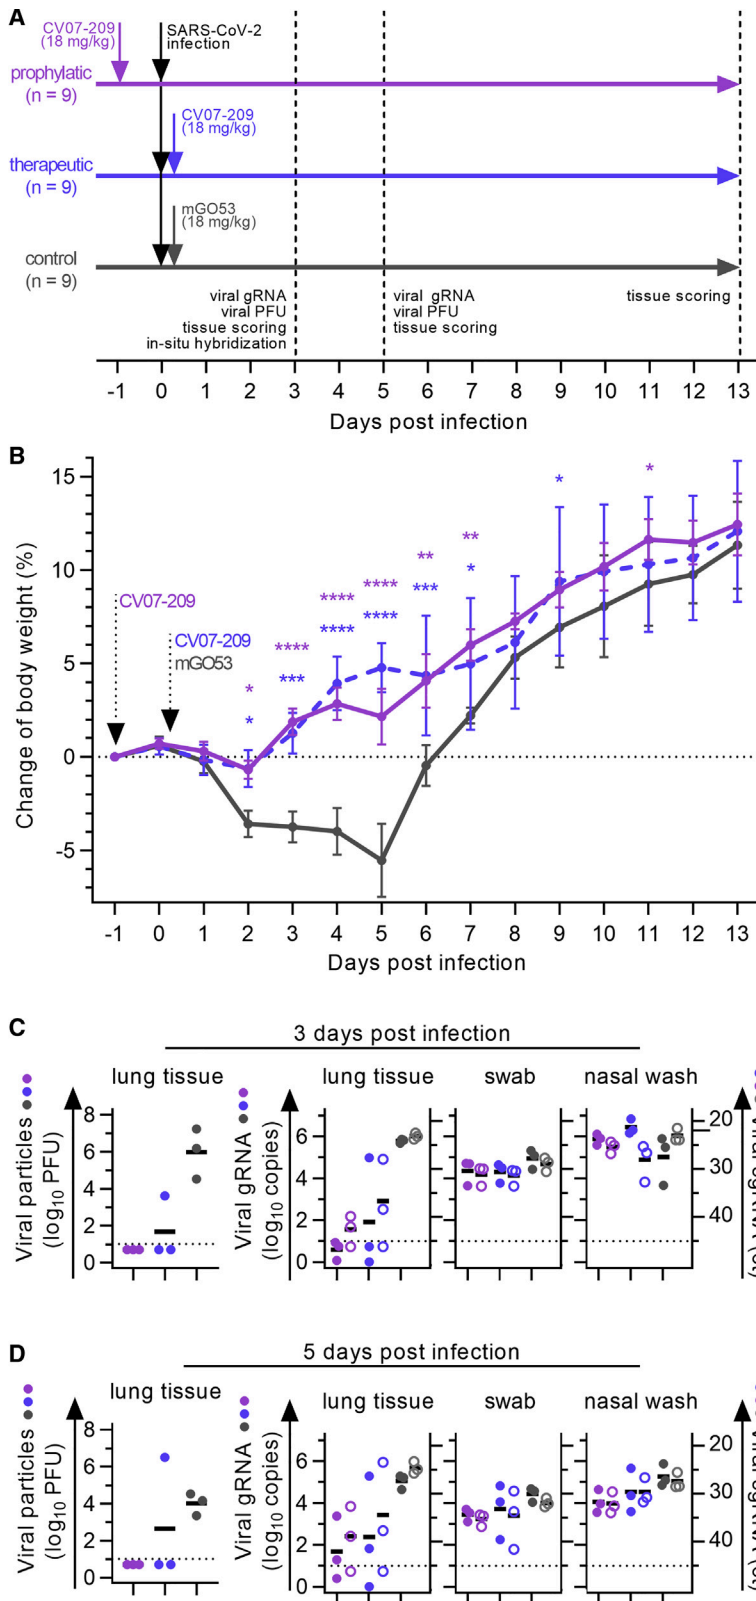 A
CV07-209
(18 mg/kg)
SARS-CoV-2
infection
prophylatic
(n = 9)
CV07-209
(18 mg/kg)
therapeutic
(n = 9)
mGO53
(18 mg/kg)
control
(n = 9)
viral gRNA
viral PFU
tissue scoring
in-situ hybridization
viral gRNA
viral PFU
tissue scoring
tissue scoring
-1 0 1 2 3 4 5 6 7 8 9 10 11 12 13
Days post infection
B
Change of body weight (%)
15
10
5
0
-5
CV07-209
CV07-209
mGO53
*
*
****
***
****
****
****
****
**
***
**
*
*
*
-1 0 1 2 3 4 5 6 7 8 9 10 11 12 13
Days post infection
C
3 days post infection
lung tissue
lung tissue
swab
nasal wash
Viral particles
(log10 PFU)
8
6
4
2
0
Viral gRNA
(log10 copies)
6
4
2
0
20
30
40
D
5 days post infection
lung tissue
lung tissue
swab
nasal wash
Viral particles
(log10 PFU)
8
6
4
2
0
Viral gRNA
(log10 copies)
6
4
2
0
20
30
40